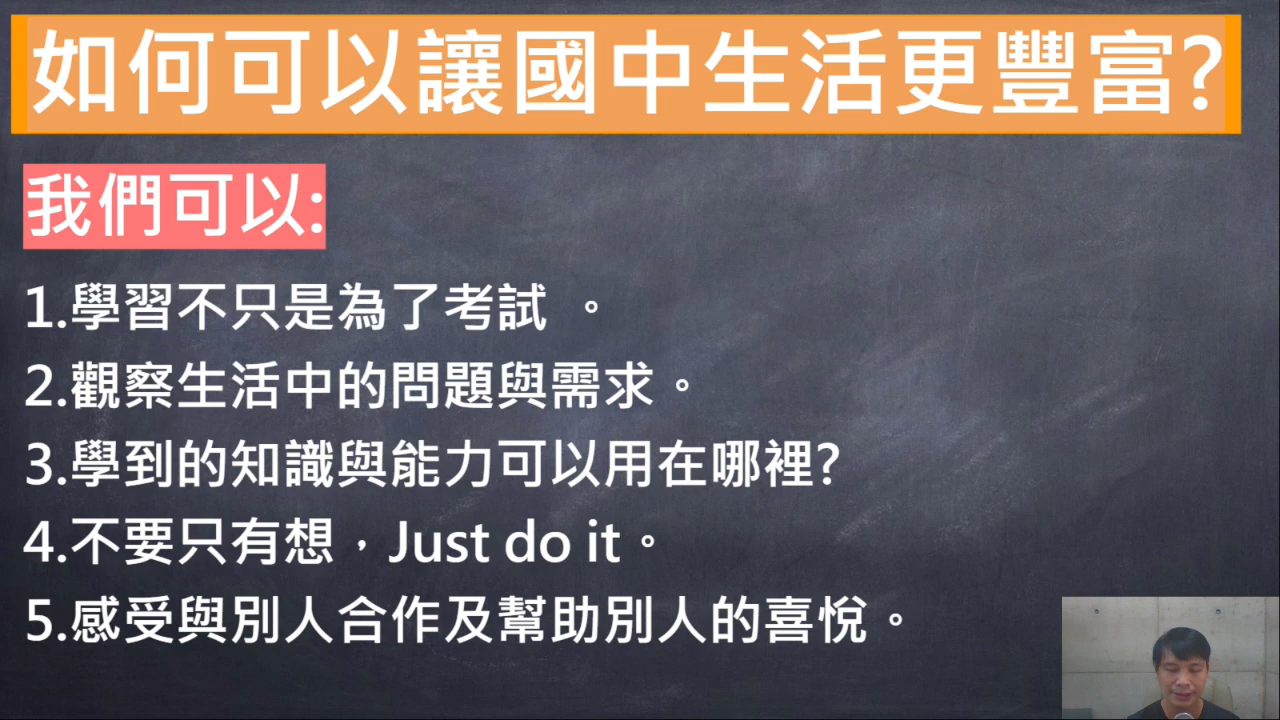 如何可以讓國中生活更豐富?
我們可以:
1.學習不只是為了考試 。
2.觀察生活中的問題與需求。
3.學到的知識與能力可以用在哪裡?
4.不要只有想，Just do it。
5.感受與別人合作及幫助別人的喜悅。